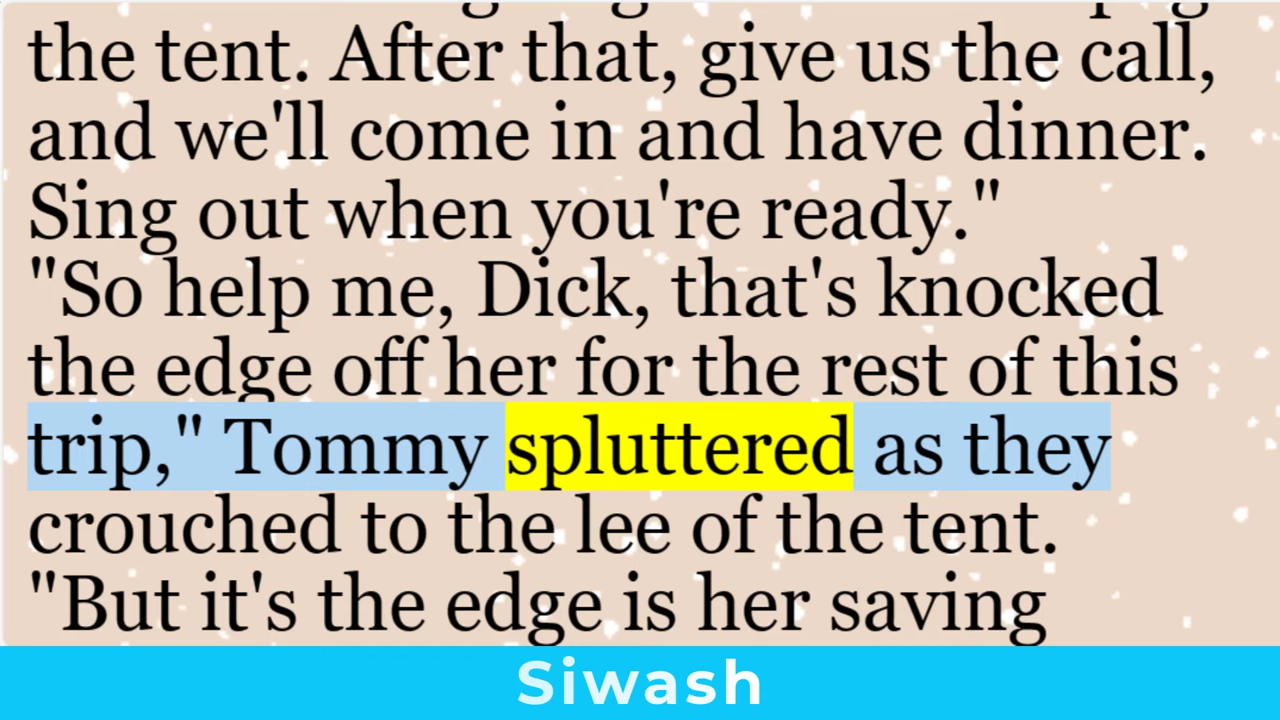 the tent. After that, give us the call,
and we'll come in and have dinner.
Sing out when you're ready."
"So help me, Dick, that's knocked
the edge off her for the rest of this
trip," Tommy spluttered as they
crouched to the lee of the tent.
"But it's the edge is her saving
Siwash